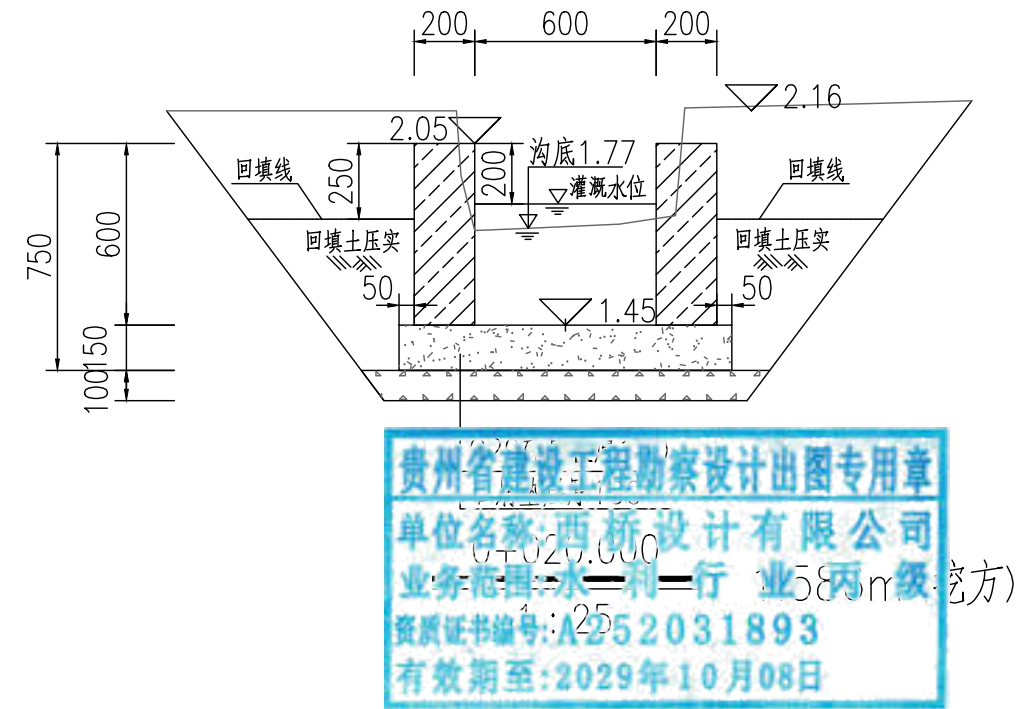 200 600 200
2.16
2.05
沟底1.77
200
灌溉水位
250
回填线
回填线
600
750
回填土压实
回填土压实
50
50
1.45
150
100
贵州省建设工程勘察设计出图专用章
单位名称:西桥设计有限公司
0+020.000
业务范围:水利行业丙级
挖方)
1:25
资质证书编号:A252031893
有效期至:2029年10月08日